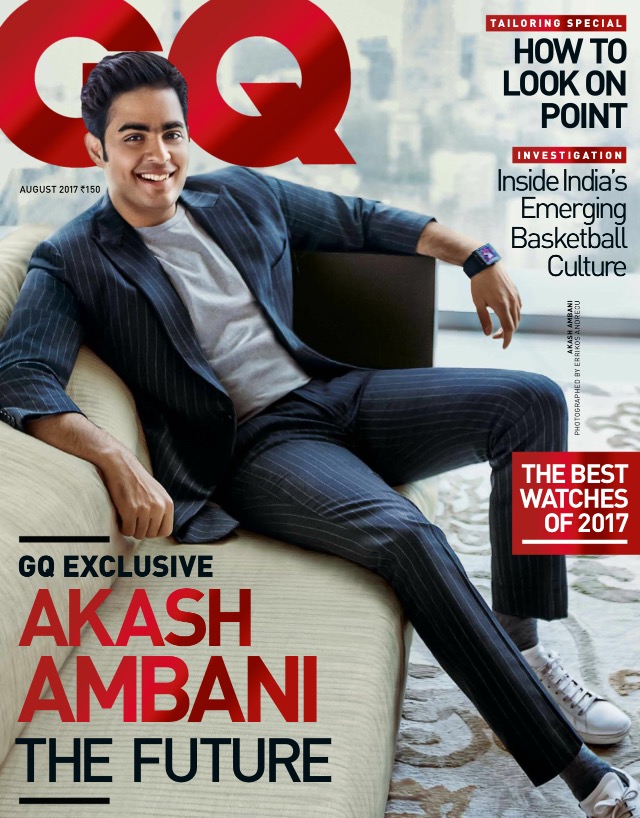 GQ
AUGUST 2017 ₹150
TAILORING SPECIAL
HOW TO
LOOK ON
POINT
INVESTIGATION
Inside India's
Emerging
Basketball
Culture
AKASH AMBANI
PHOTOGRAPHED BY ERRIKOS ANDREOU
THE BEST
WATCHES
OF 2017
GQ EXCLUSIVE
AKASH
AMBANI
THE FUTURE